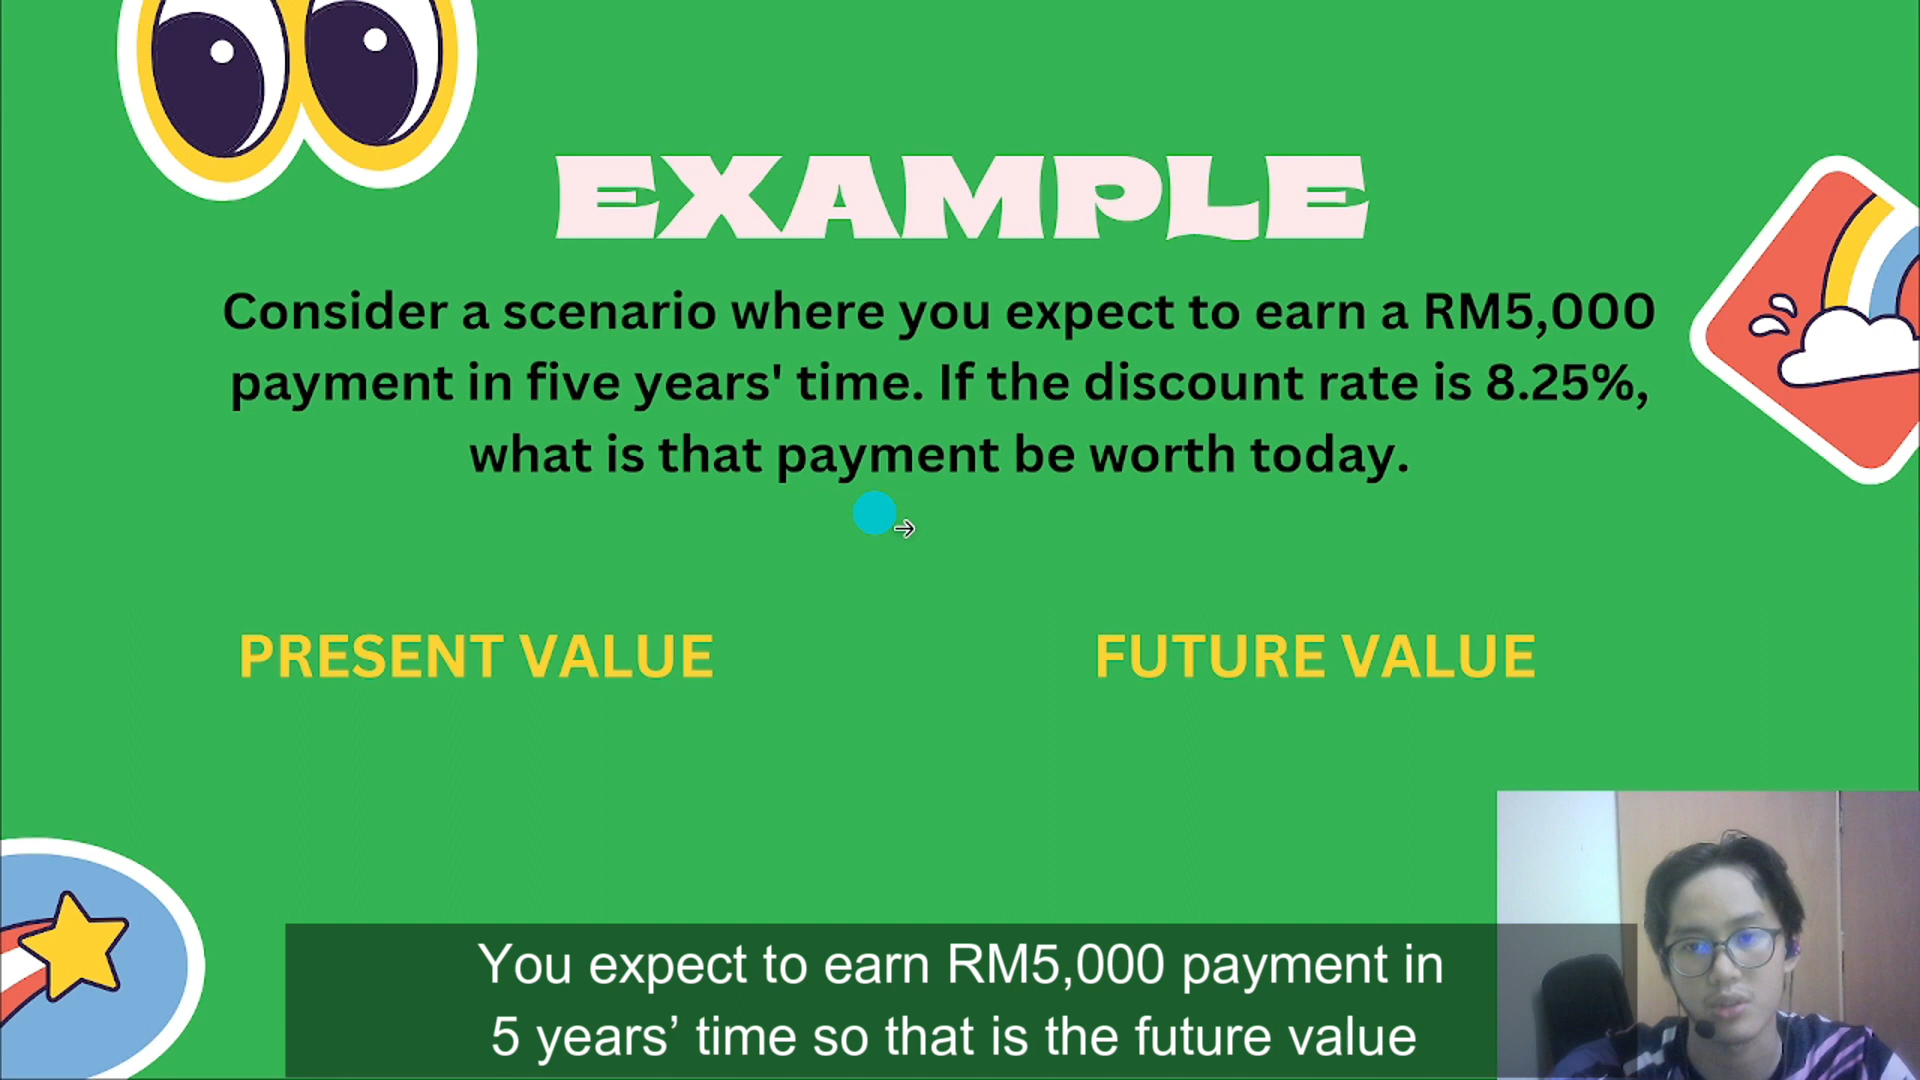 EXAMPLE
Consider a scenario where you expect to earn a RM5,000
payment in five years' time. If the discount rate is 8.25%,
what is that payment be worth today.
PRESENT VALUE
FUTURE VALUE
You expect to earn RM5,000 payment in
5 years’ time so that is the future value